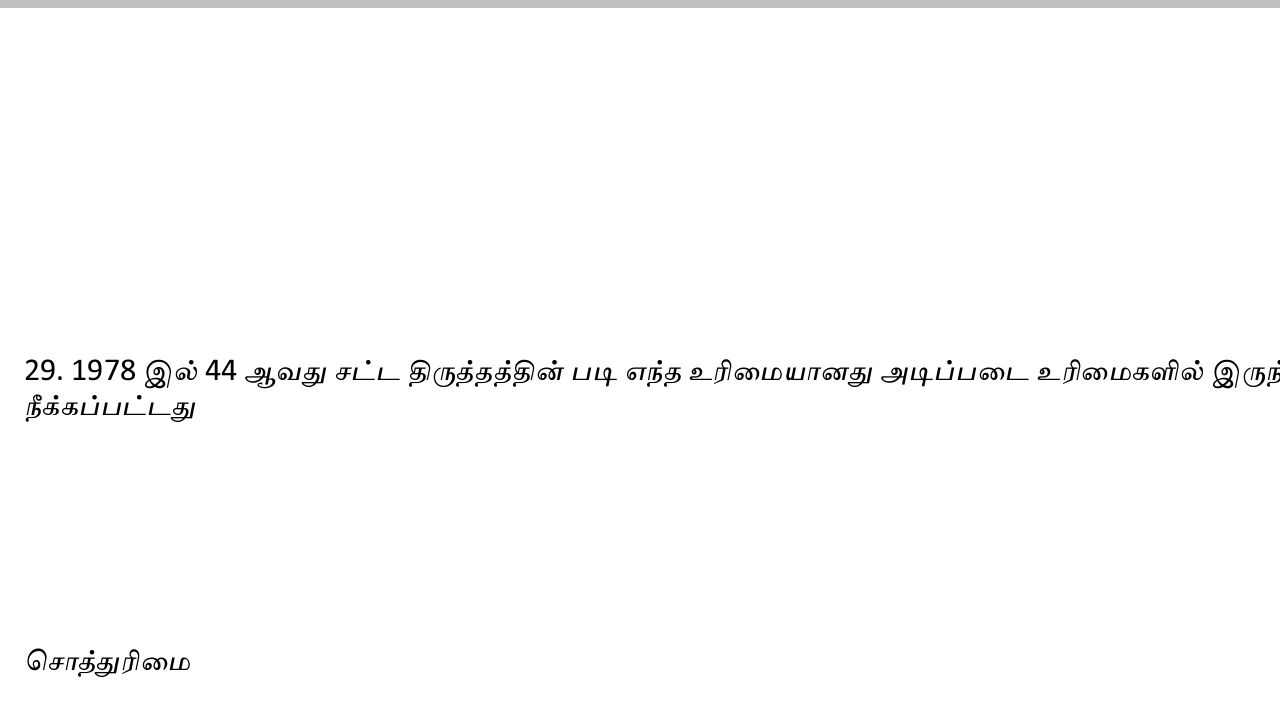 29. 1978 இல் 44 ஆவது சட்ட திருத்தத்தின் படி எந்த உரிமையானது அடிப்படை உரிமைகளில்
நீக்கப்பட்டது
சொத்துரிமை